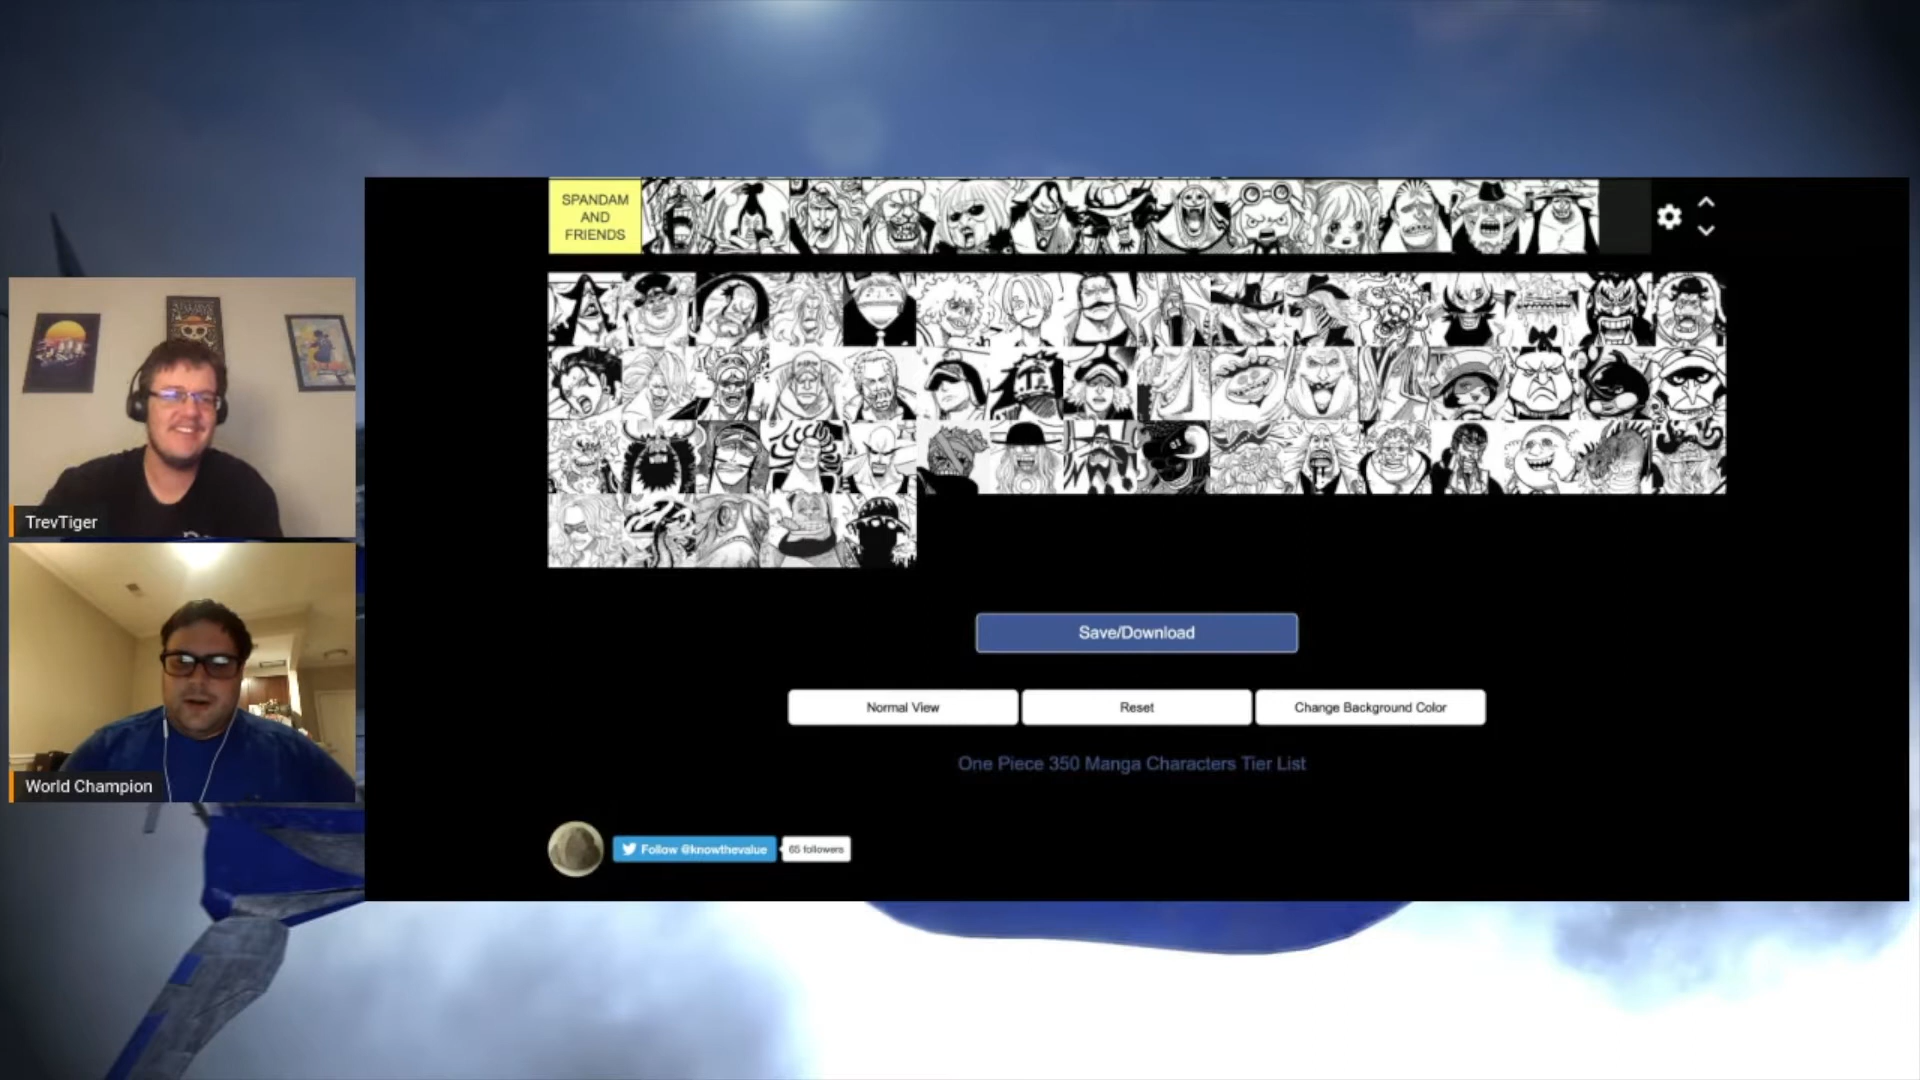 SPANDAM
AND
FRIENDS
TrevTiger
World Champion
Save/Download
Normal View
Reset
Change Background Color
One Piece 350 Manga Characters Tier List
Follow @knowthevalue
65 followers